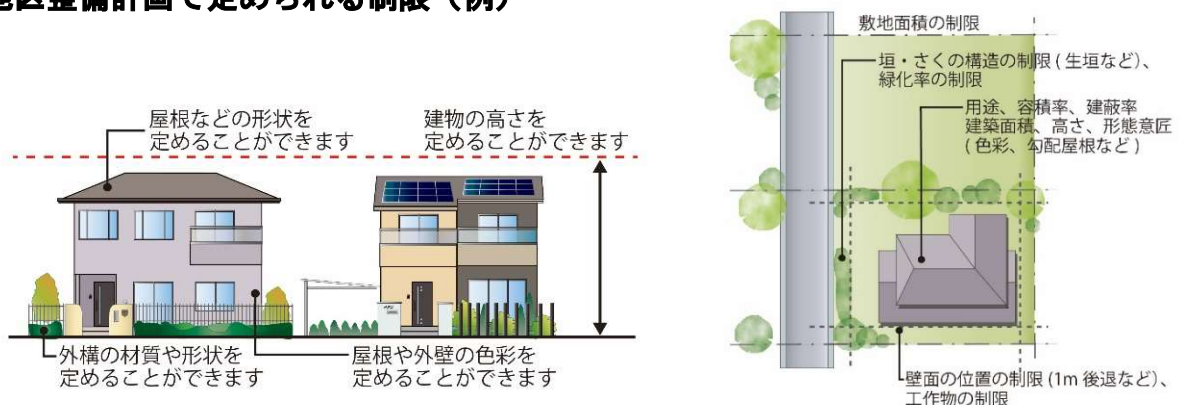 地区整備計画で定められる制限（例）
屋根などの形状を
定めることができます
建物の高さを
定めることができます
外構の材質や形状を
定めることができます
屋根や外壁の色彩を
定めることができます
敷地面積の制限
垣・さくの構造の制限(生垣など)、
緑化率の制限
用途、容積率、建蔽率
建築面積、高さ、形態意匠
(色彩、勾配屋根など)
壁面の位置の制限(1m後退など)、
工作物の制限